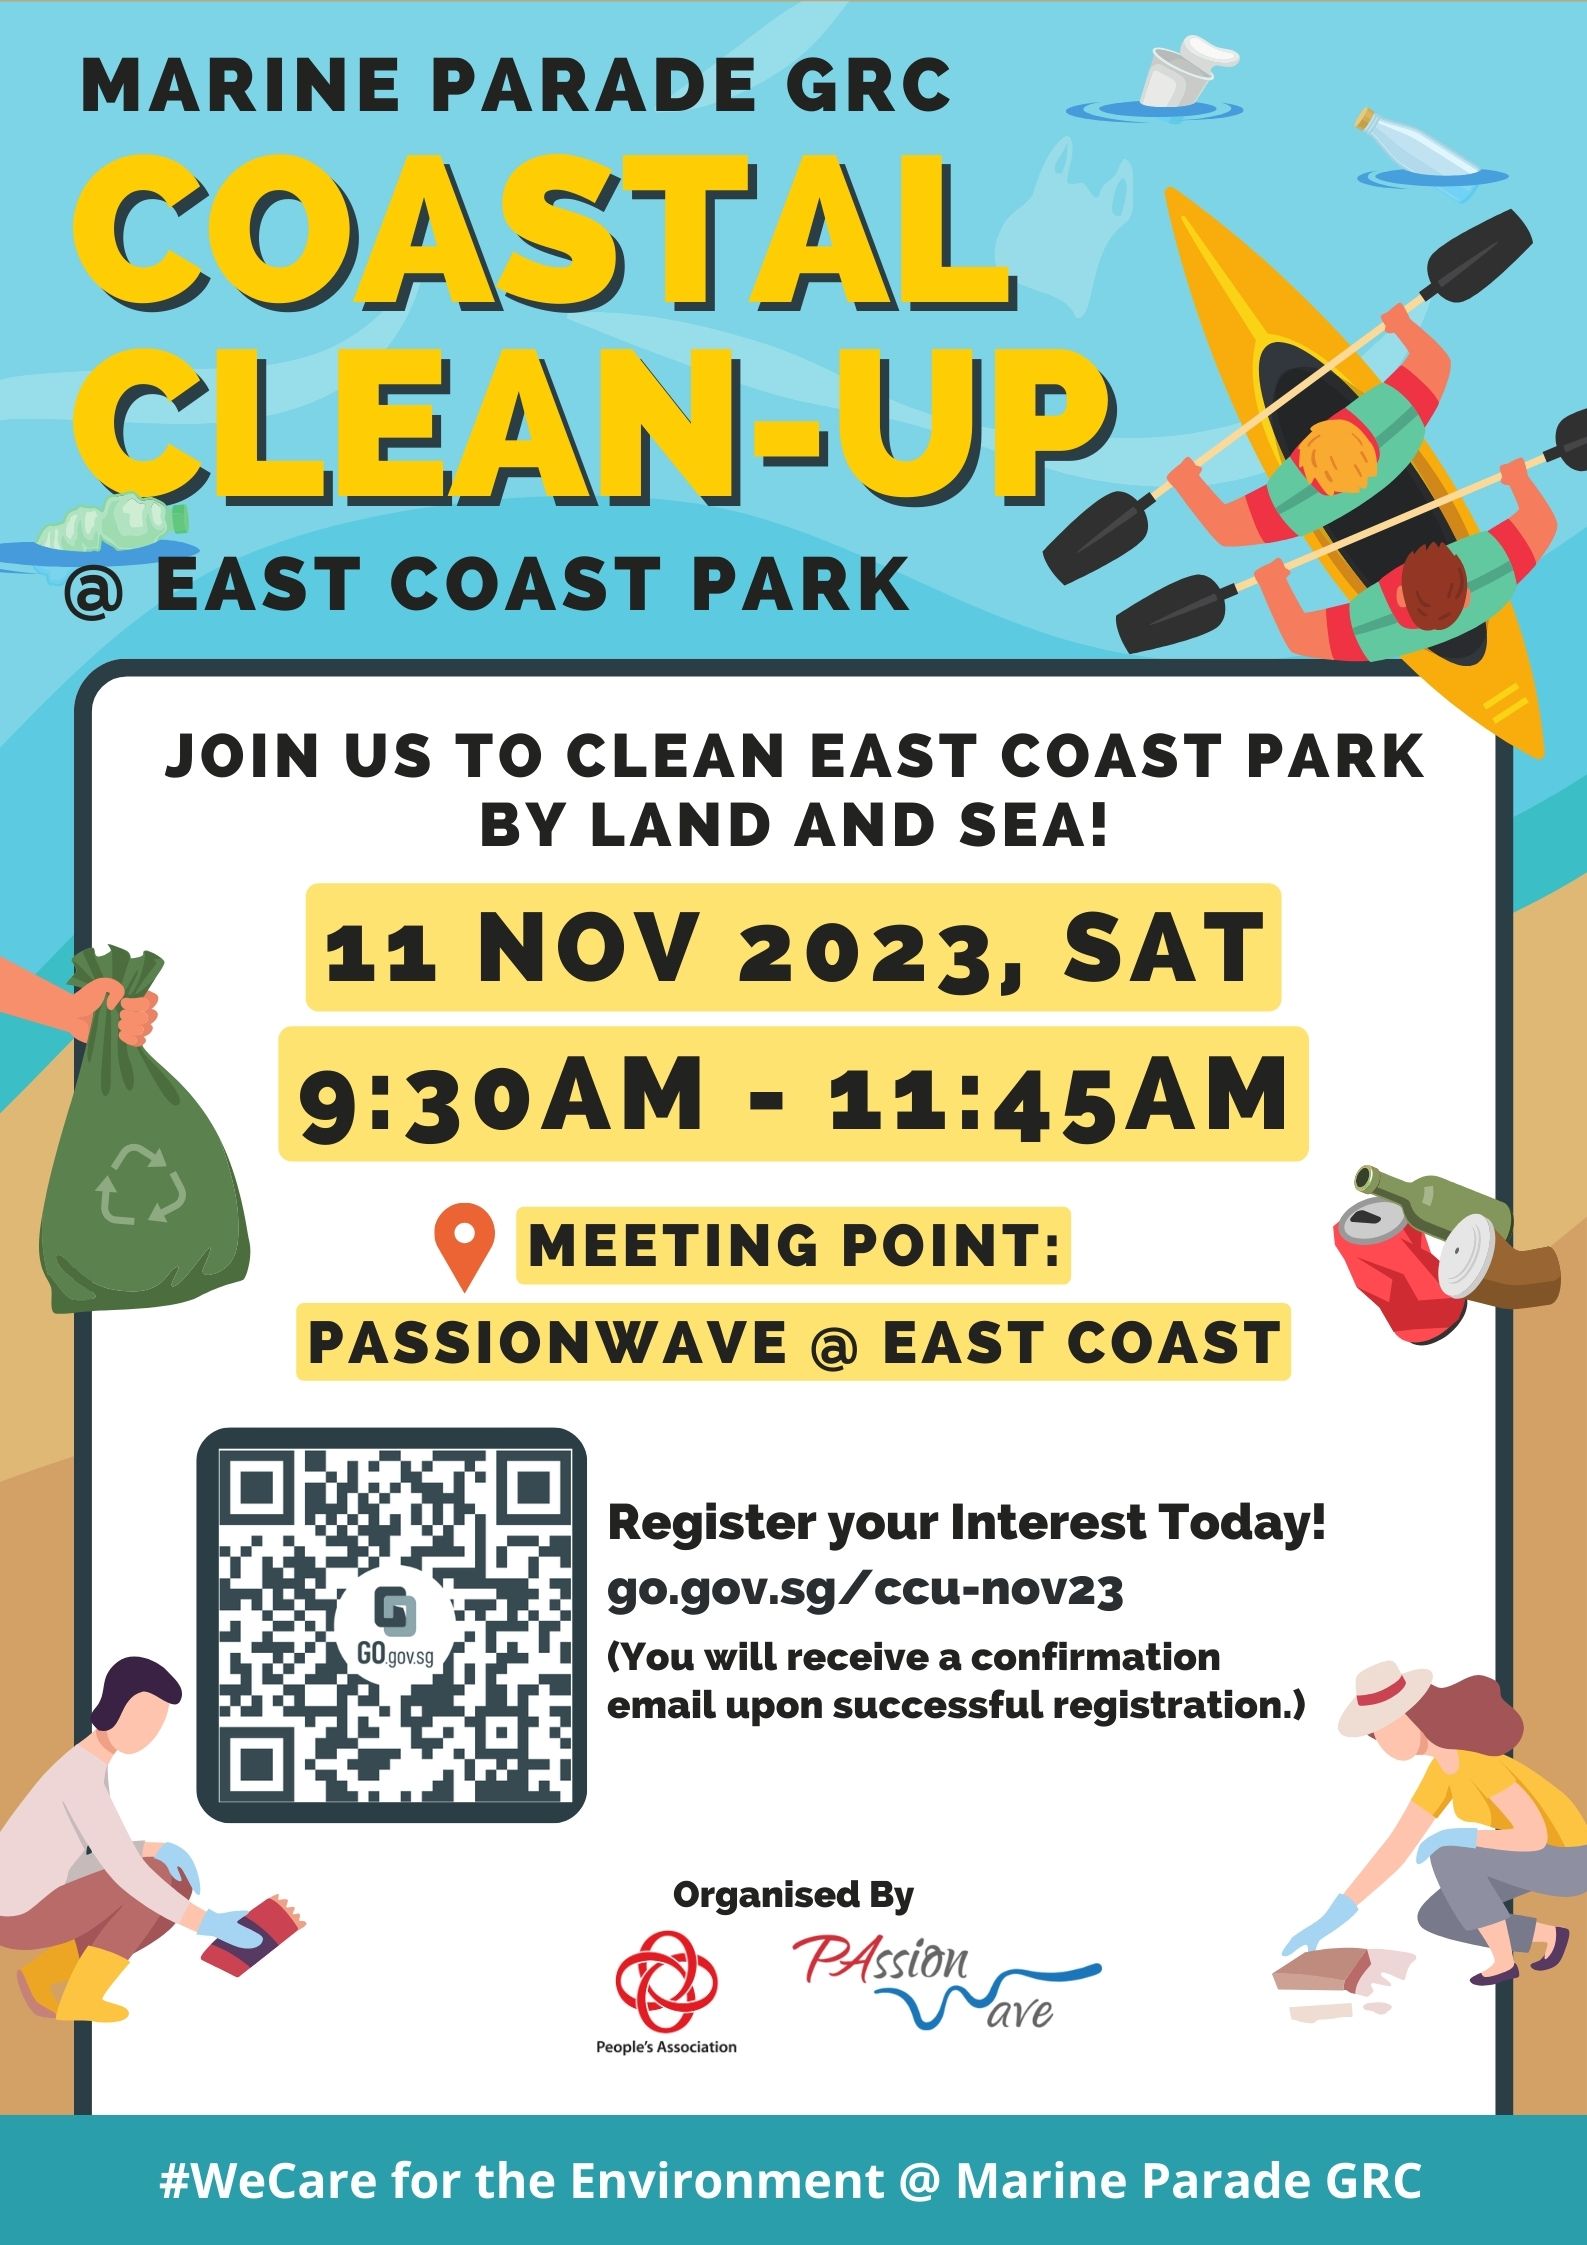 MARINE PARADE GRC
COASTAL
CLEAN-UP
@ EAST COAST PARK
JOIN US TO CLEAN EAST COAST PARK
BY LAND AND SEA!
11 NOV 2023, SAT
9:30AM - 11:45AM
MEETING POINT:
PASSIONWAVE @ EAST COAST
Register your Interest Today!
go.gov.sg/ccu-nov23
(You will receive a confirmation
email upon successful registration.)
GO.gov.sg
Organised By
People's Association
PAssion Wave
#WeCare for the Environment @ Marine Parade GRC